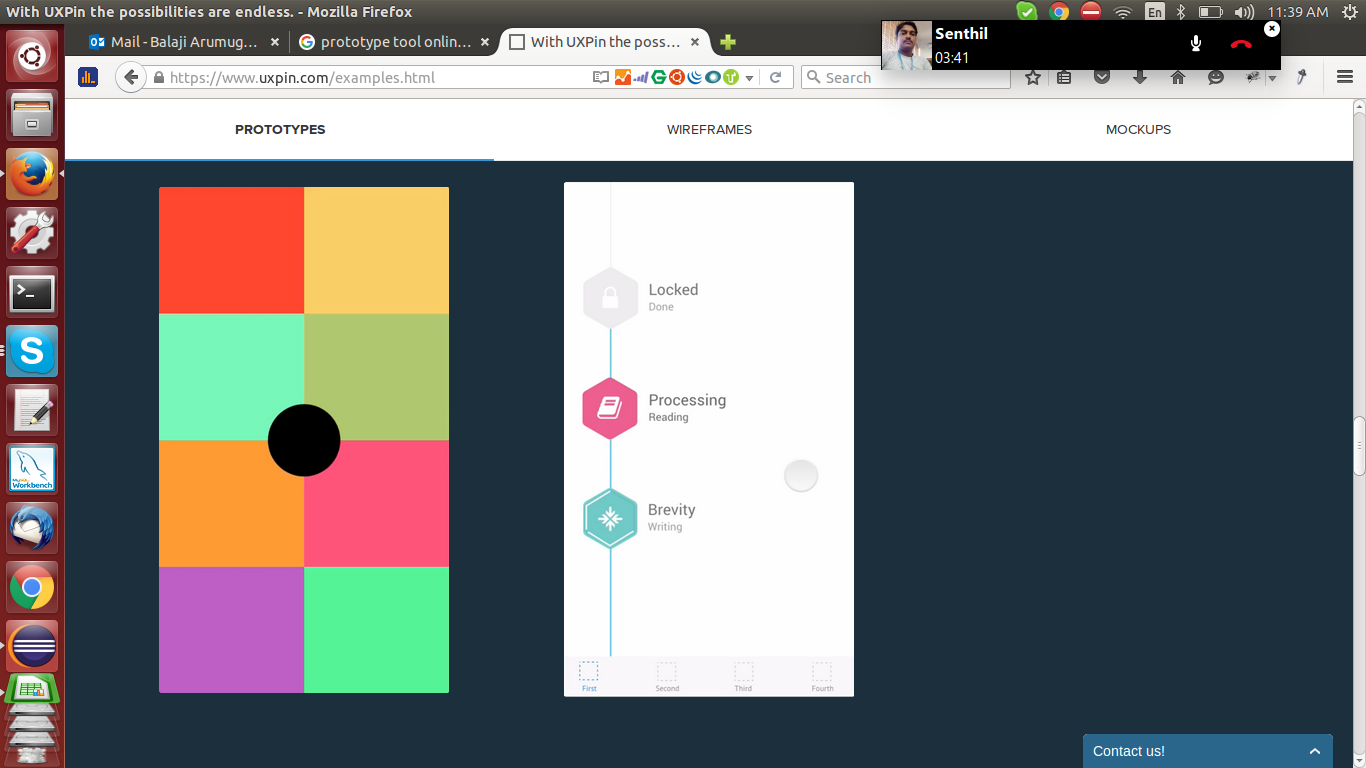 With UXPin the possibilities are endless. - Mozilla Firefox
En
11:39 AM
Mail - Balaji Arumug...
prototype tool onlin...
With UXPin the poss...
Senthil
03:41
https://www.uxpin.com/examples.html
Search
PROTOTYPES
WIREFRAMES
MOCKUPS
Locked
Done
Processing
Reading
Brevity
Writing
First
Second
Third
Fourth
MySQL
Workbench
Contact us!